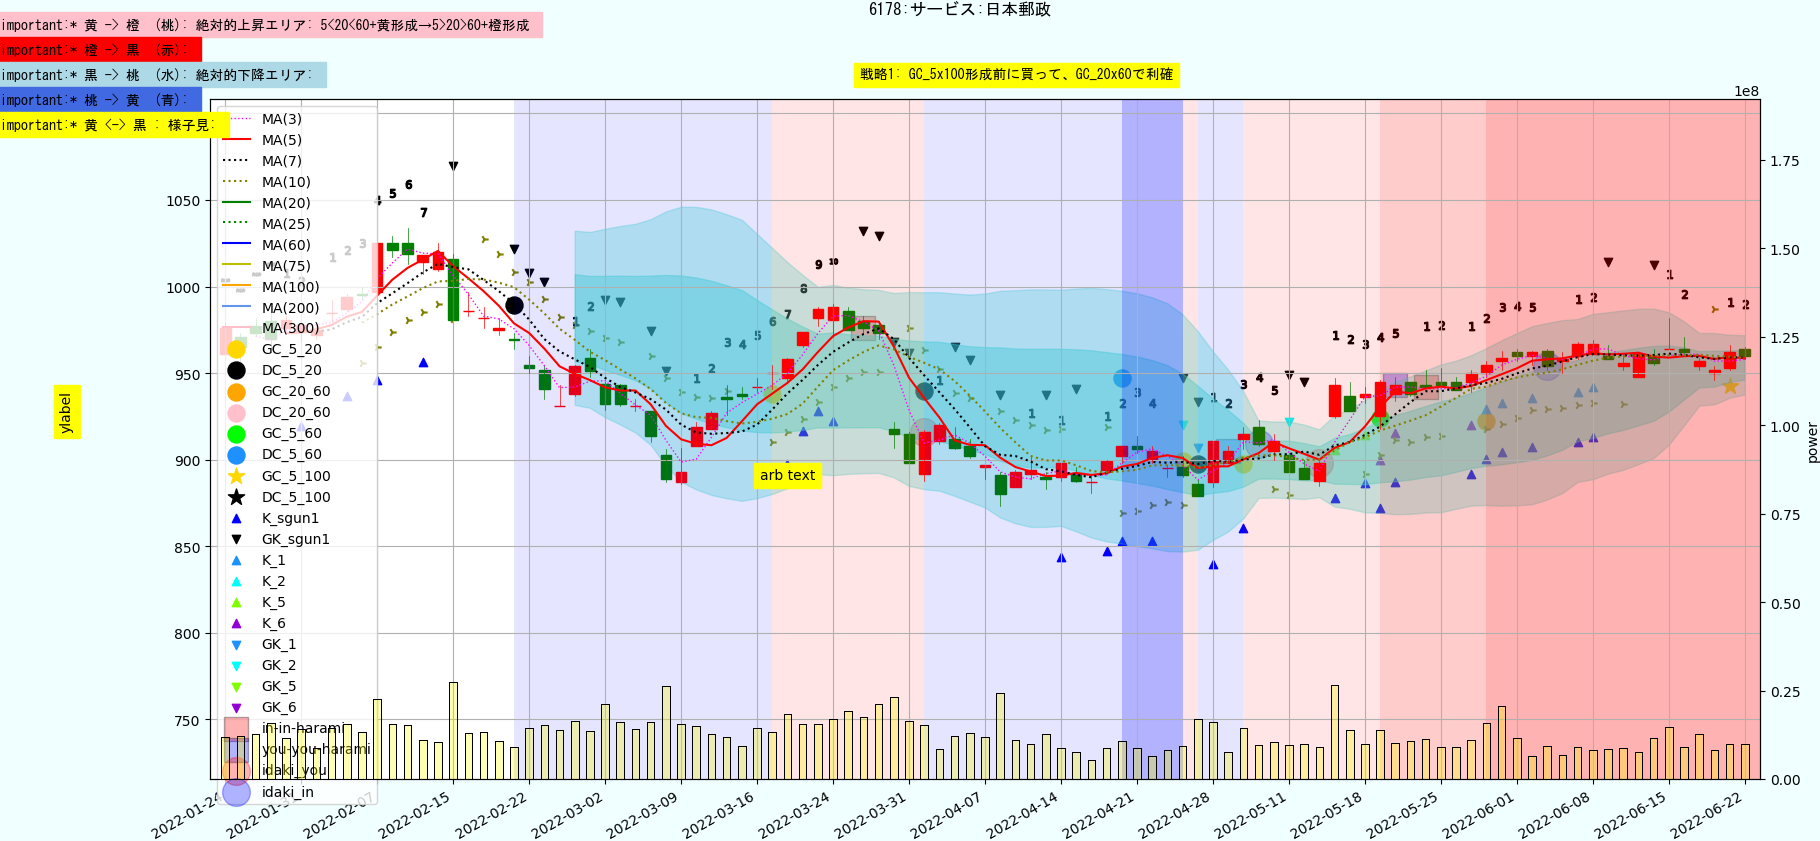 6178:サービス:日本郵政
important:* 黄 -> 橙 (桃): 絶対的上昇エリア: 5<20<60+黄形成→5>20>60+橙形成
important:* 橙 -> 黒 (赤):
important:* 黒 -> 桃 (水): 絶対的下降エリア:
戦略1: GC_5x100形成前に買って、GC_20x60で利確
important:* 桃 -> 黄 (青):
1e8
important:* 黄 <-> 黒 : 様子見:
MA(3)
MA(5)
MA(7)
MA(10)
MA(20)
MA(25)
MA(60)
MA(75)
MA(100)
MA(200)
MA(300)
GC_5_20
DC_5_20
GC_20_60
DC_20_60
GC_5_60
DC_5_60
GC_5_100
DC_5_100
K_sgun1
GK_sgun1
K_1
K_2
K_5
K_6
GK_1
GK_2
GK_5
GK_6
in-in-harami
you-you-harami
idaki_you
idaki_in
1050
1000
950
900
850
800
750
ylabel
arb text
1.75
1.50
1.25
1.00
0.75
0.50
0.25
0.00
power
2022-01-24
2022-01-31
2022-02-07
2022-02-15
2022-02-22
2022-03-02
2022-03-09
2022-03-16
2022-03-24
2022-03-31
2022-04-07
2022-04-14
2022-04-21
2022-04-28
2022-05-11
2022-05-18
2022-05-25
2022-06-01
2022-06-08
2022-06-15
2022-06-22